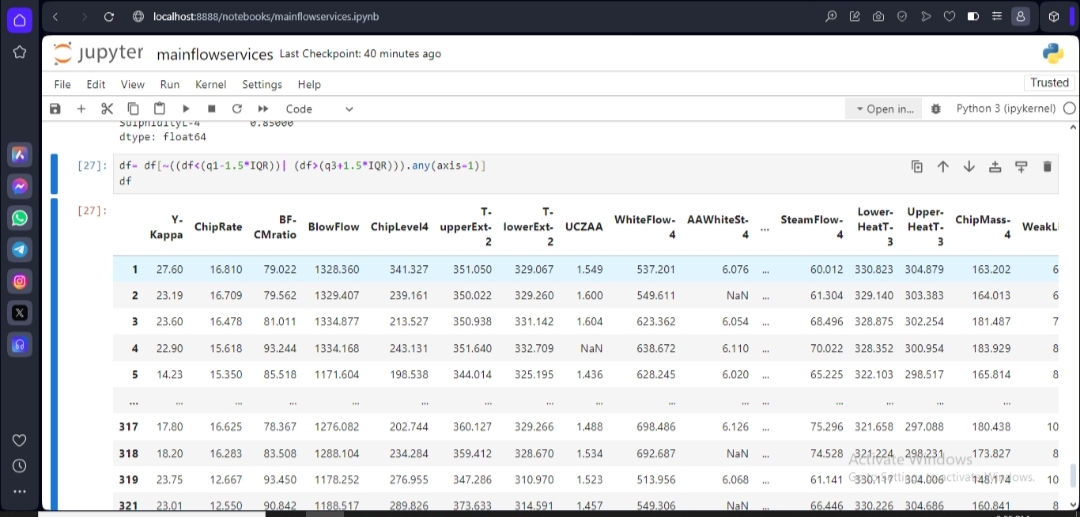 localhost:8888/notebooks/mainflowservices.ipynb
jupyter mainflowservices Last Checkpoint: 40 minutes ago
File Edit View Run Kernel Settings Help
Trusted
Code
Open in...
Python 3 (ipykernel)
SulphidityL-4 0.85000
dtype: float64
[27]: df= df[~((df<(q1-1.5*IQR))| (df>(q3+1.5*IQR))).any(axis=1)]
df
[27]:
Y-Kappa ChipRate BF-CMratio BlowFlow ChipLevel4 T-upperExt-2 T-lowerExt-2 UCZAA WhiteFlow-4 AAWhiteSt-4 ... SteamFlow-4 Lower-HeatT-3 Upper-HeatT-3 ChipMass-4 WeakLi
1 27.60 16.810 79.022 1328.360 341.327 351.050 329.067 1.549 537.201 6.076 ... 60.012 330.823 304.879 163.202 6
2 23.19 16.709 79.562 1329.407 239.161 350.022 329.260 1.600 549.611 NaN ... 61.304 329.140 303.383 164.013 6
3 23.60 16.478 81.011 1334.877 213.527 350.938 331.142 1.604 623.362 6.054 ... 68.496 328.875 302.254 181.487 7
4 22.90 15.618 93.244 1334.168 243.131 351.640 332.709 NaN 638.672 6.110 ... 70.022 328.352 300.954 183.929 8
5 14.23 15.350 85.518 1171.604 198.538 344.014 325.195 1.436 628.245 6.020 ... 65.225 322.103 298.517 165.814 8
... ... ... ... ... ... ... ... ... ... ... ... ... ... ... ...
317 17.80 16.625 78.367 1276.082 202.744 360.127 329.266 1.488 698.486 6.126 ... 75.296 321.658 297.088 180.438 10
318 18.20 16.283 83.508 1288.104 234.284 359.412 328.670 1.534 692.687 NaN ... 74.528 321.224 298.231 173.827 8
Activate Windows
319 23.75 12.667 93.450 1178.252 276.955 347.286 310.970 1.523 513.956 6.068 ... 61.141 330.117 304.006 148.174 10
321 23.01 12.550 90.842 1188.517 289.826 373.633 314.591 1.457 549.306 NaN ... 66.446 330.226 304.686 160.841 8